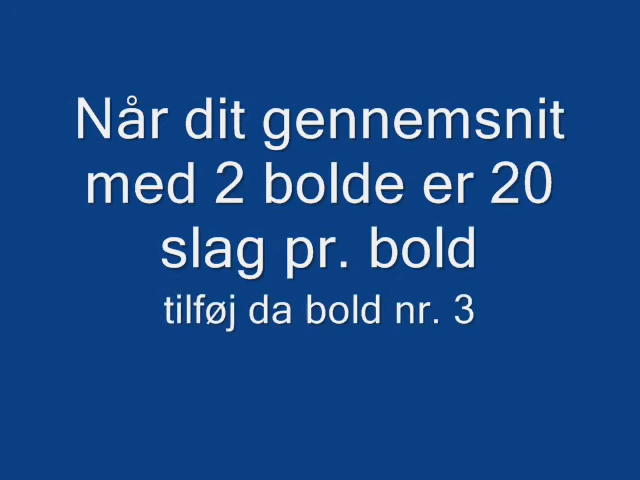 Når dit gennemsnit
med 2 bolde er 20
slag pr. bold
tilføj da bold nr. 3